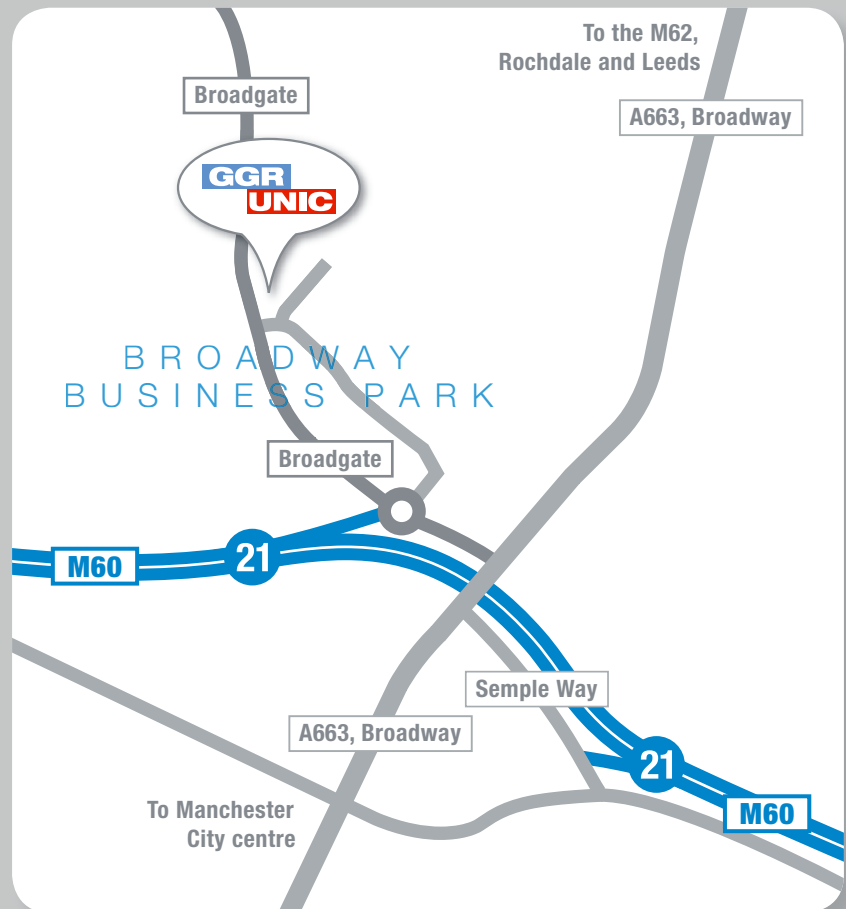 To the M62,
Rochdale and Leeds
Broadgate
A663, Broadway
GGR
UNIC
BROADWAY
BUSINESS PARK
Broadgate
M60
21
Semple Way
A663, Broadway
21
To Manchester
City centre
M60